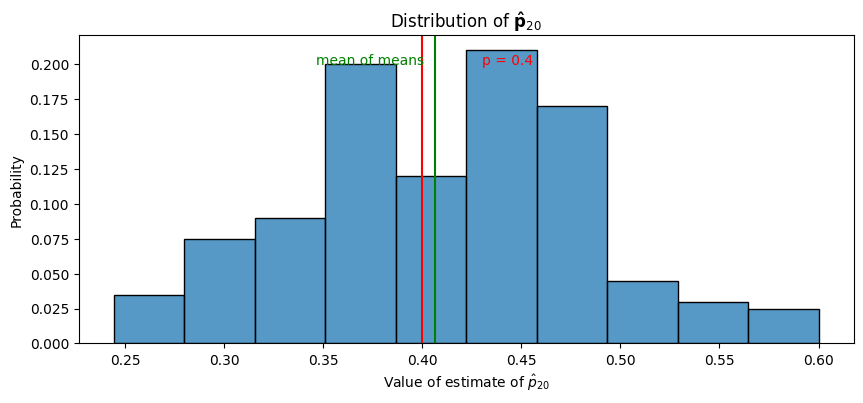 Distribution of p̂₂₀
mean of means
p = 0.4
Probability
0.200
0.175
0.150
0.125
0.100
0.075
0.050
0.025
0.000
0.25 0.30 0.35 0.40 0.45 0.50 0.55 0.60
Value of estimate of p̂₂₀